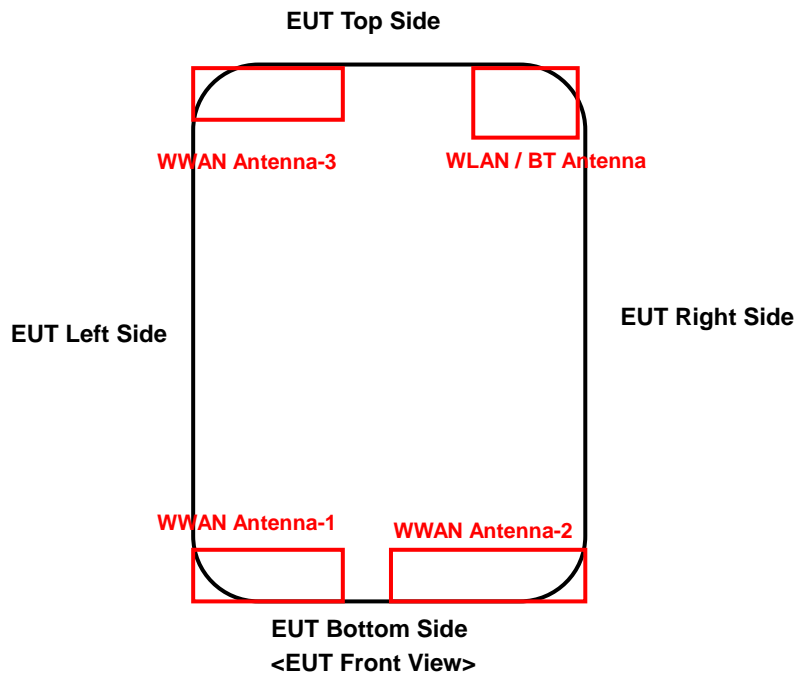 EUT Top Side
WWAN Antenna-3
WLAN / BT Antenna
EUT Left Side
EUT Right Side
WWAN Antenna-1
WWAN Antenna-2
EUT Bottom Side
<EUT Front View>